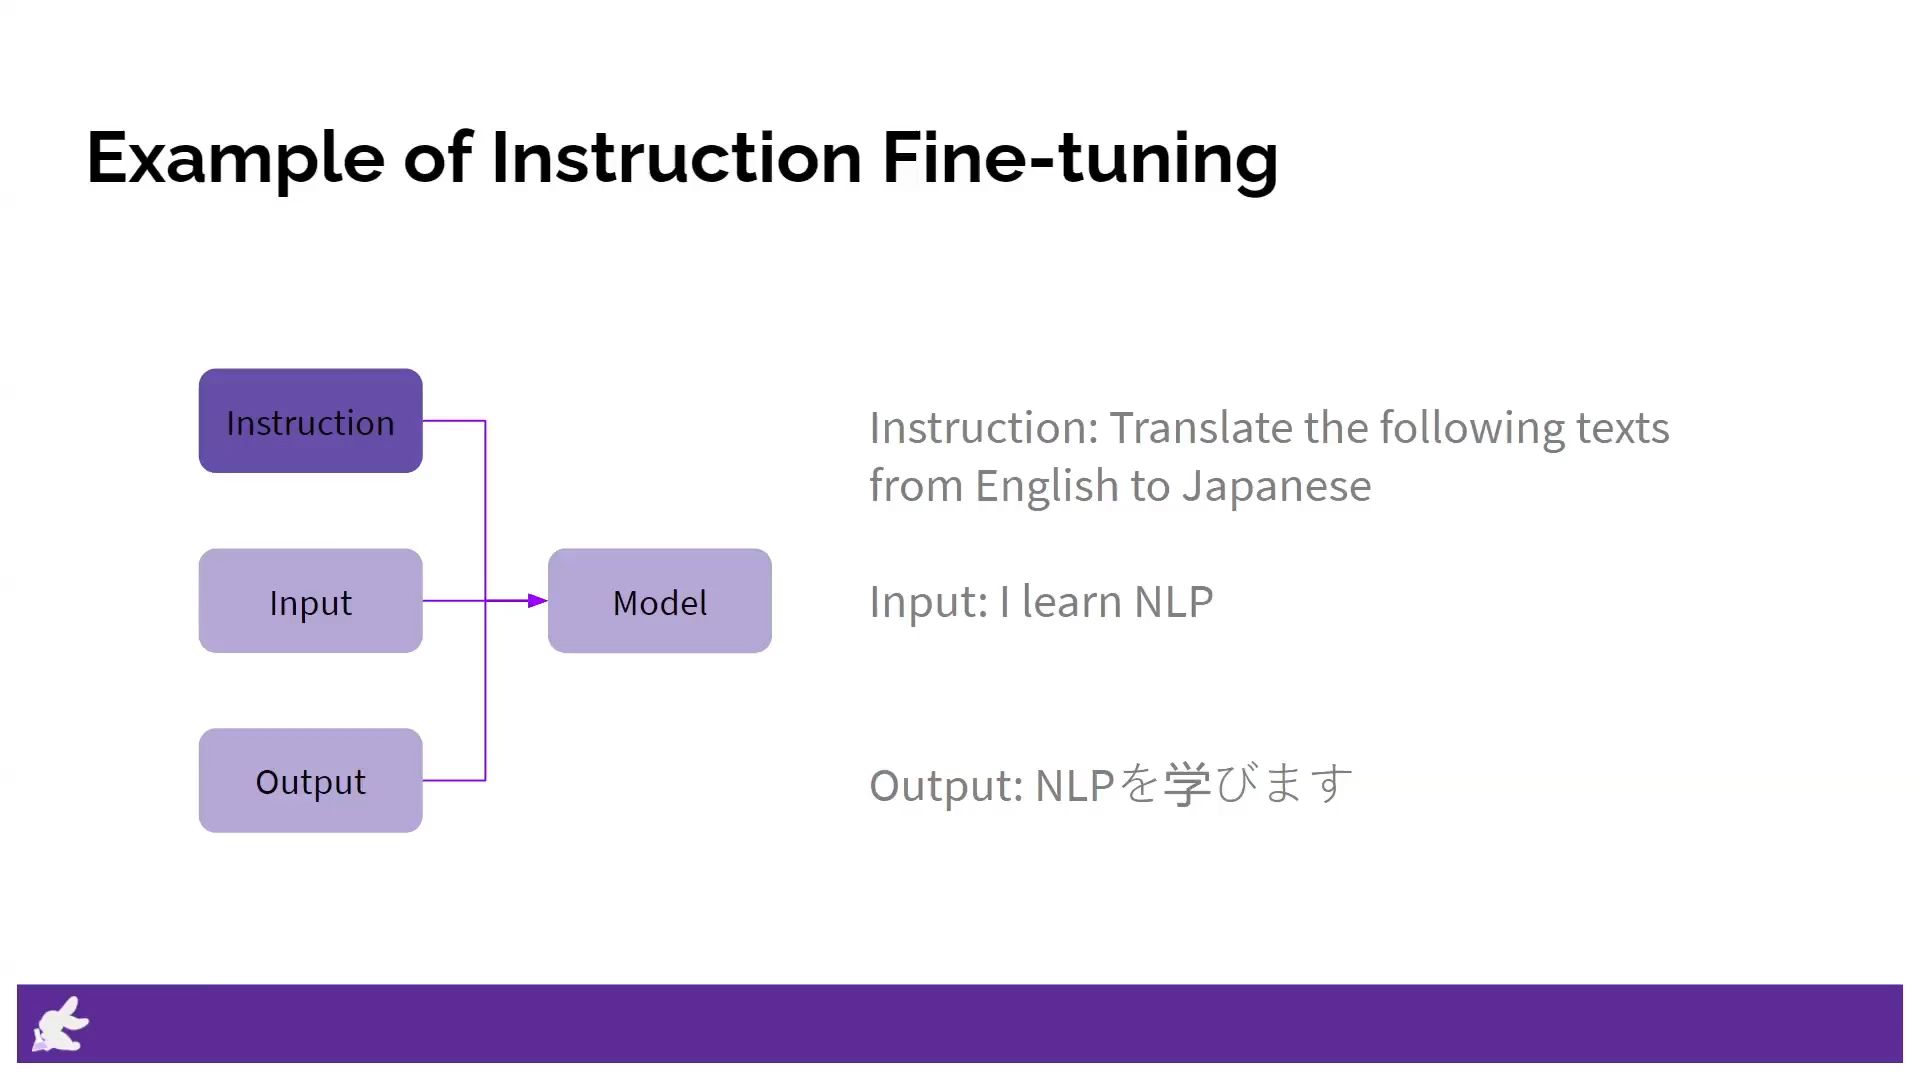 Example of Instruction Fine-tuning
Instruction
Input
Model
Output
Instruction: Translate the following texts
from English to Japanese
Input: I learn NLP
Output: NLPを学びます